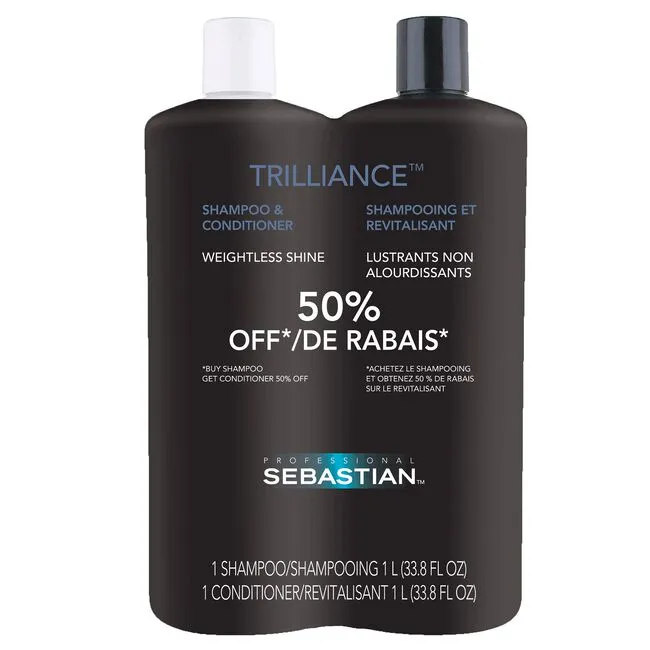 TRILLIANCE™
SHAMPOO &
CONDITIONER
WEIGHTLESS SHINE
SHAMPOOING ET
REVITALISANT
LUSTRANTS NON
ALOURDISSANTS
50%
OFF*/DE RABAIS*
*BUY SHAMPOO
GET CONDITIONER 50% OFF
*ACHETEZ LE SHAMPOOING
ET OBTENEZ 50 % DE RABAIS
SUR LE REVITALISANT
PROFESSIONAL
SEBASTIAN™
1 SHAMPOO/SHAMPOOING 1 L (33.8 FL OZ)
1 CONDITIONER/REVITALISANT 1 L (33.8 FL OZ)